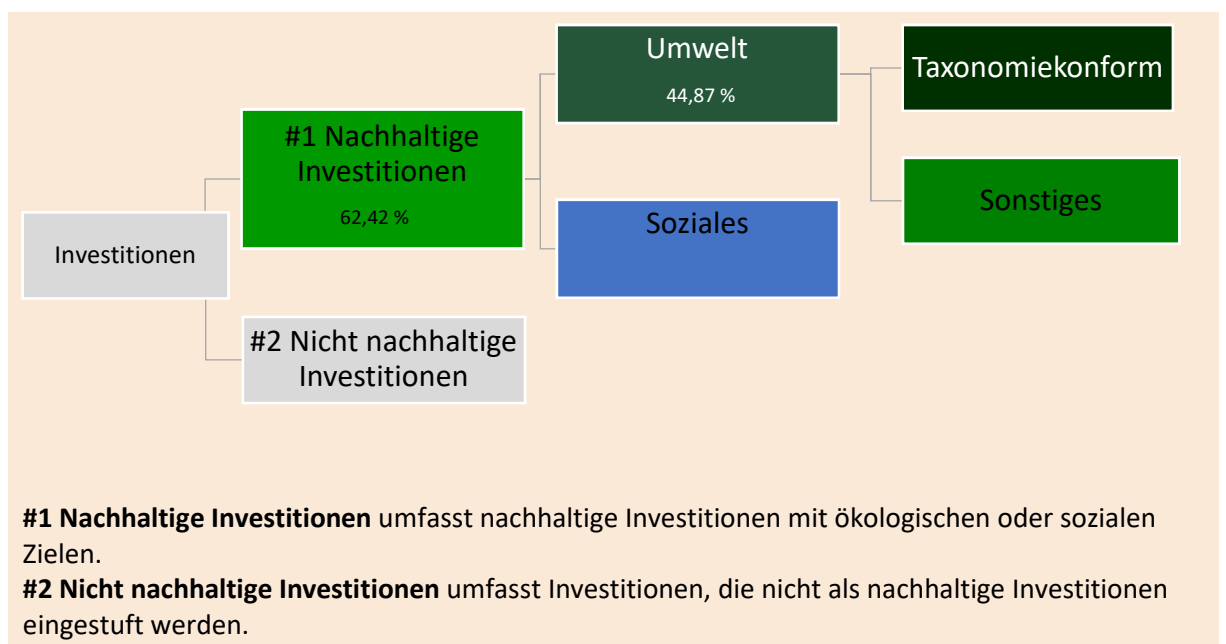 Investitionen
#1 Nachhaltige
Investitionen
62,42 %
#2 Nicht nachhaltige
Investitionen
Umwelt
44,87 %
Soziales
Taxonomiekonform
Sonstiges
#1 Nachhaltige Investitionen umfasst nachhaltige Investitionen mit ökologischen oder sozialen
Zielen.
#2 Nicht nachhaltige Investitionen umfasst Investitionen, die nicht als nachhaltige Investitionen
eingestuft werden.